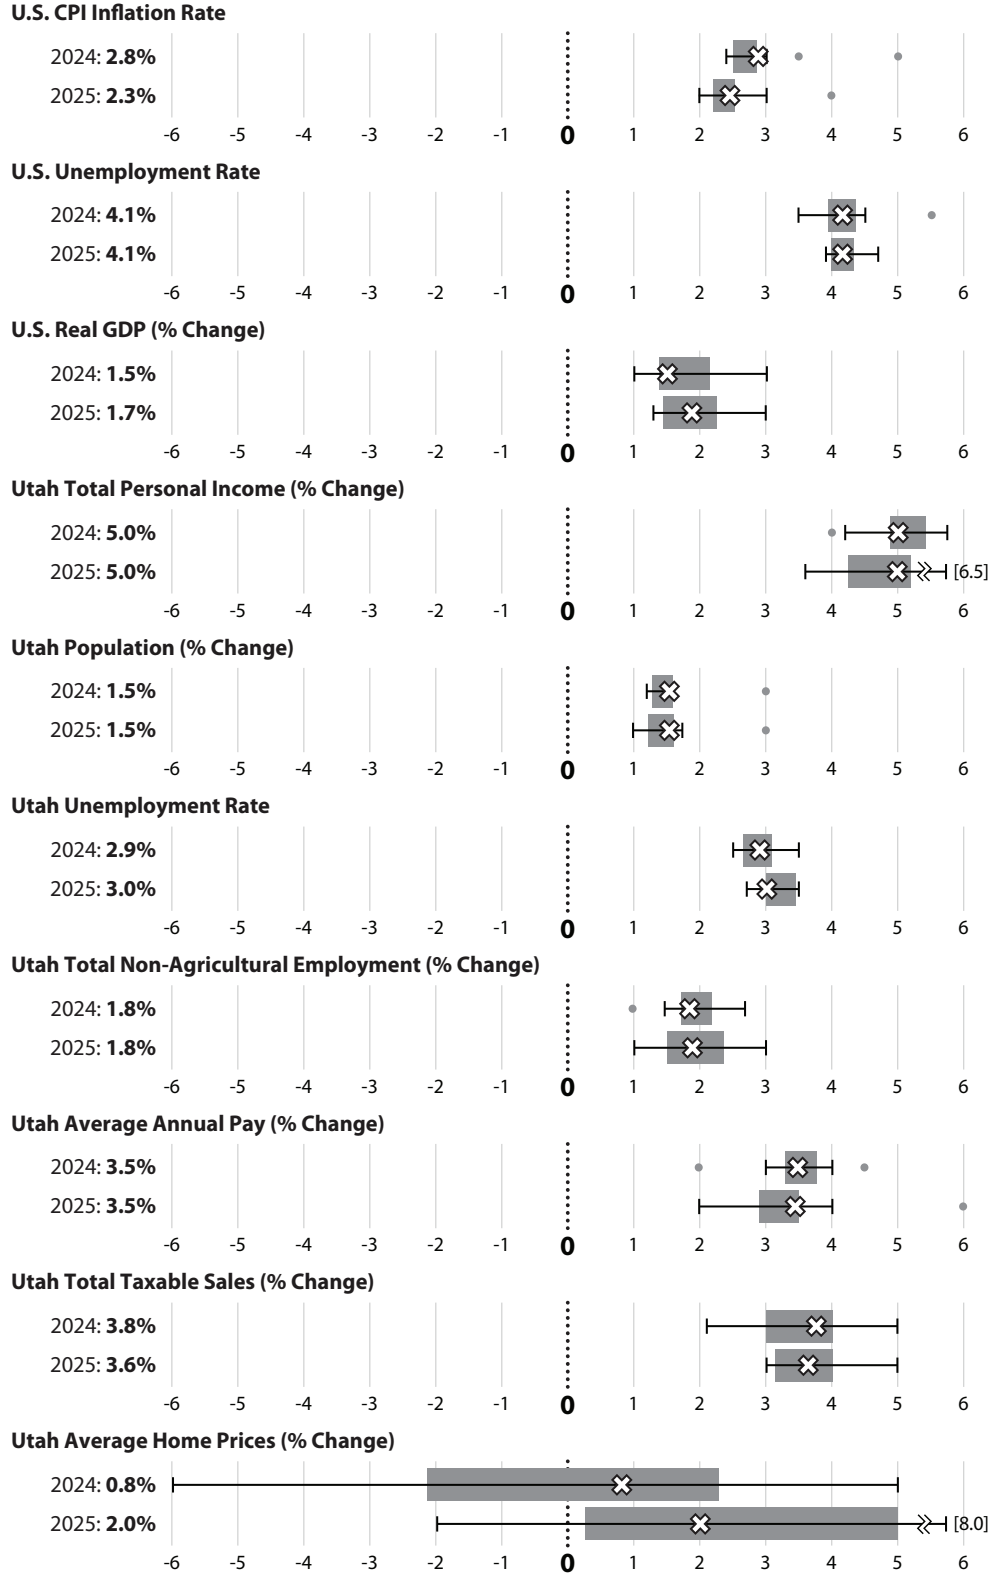 U.S. CPI Inflation Rate
2024: 2.8%
2025: 2.3%
-6 -5 -4 -3 -2 -1 0 1 2 3 4 5 6
U.S. Unemployment Rate
2024: 4.1%
2025: 4.1%
-6 -5 -4 -3 -2 -1 0 1 2 3 4 5 6
U.S. Real GDP (% Change)
2024: 1.5%
2025: 1.7%
-6 -5 -4 -3 -2 -1 0 1 2 3 4 5 6
Utah Total Personal Income (% Change)
2024: 5.0%
2025: 5.0% [6.5]
-6 -5 -4 -3 -2 -1 0 1 2 3 4 5 6
Utah Population (% Change)
2024: 1.5%
2025: 1.5%
-6 -5 -4 -3 -2 -1 0 1 2 3 4 5 6
Utah Unemployment Rate
2024: 2.9%
2025: 3.0%
-6 -5 -4 -3 -2 -1 0 1 2 3 4 5 6
Utah Total Non-Agricultural Employment (% Change)
2024: 1.8%
2025: 1.8%
-6 -5 -4 -3 -2 -1 0 1 2 3 4 5 6
Utah Average Annual Pay (% Change)
2024: 3.5%
2025: 3.5%
-6 -5 -4 -3 -2 -1 0 1 2 3 4 5 6
Utah Total Taxable Sales (% Change)
2024: 3.8%
2025: 3.6%
-6 -5 -4 -3 -2 -1 0 1 2 3 4 5 6
Utah Average Home Prices (% Change)
2024: 0.8%
2025: 2.0% [8.0]
-6 -5 -4 -3 -2 -1 0 1 2 3 4 5 6